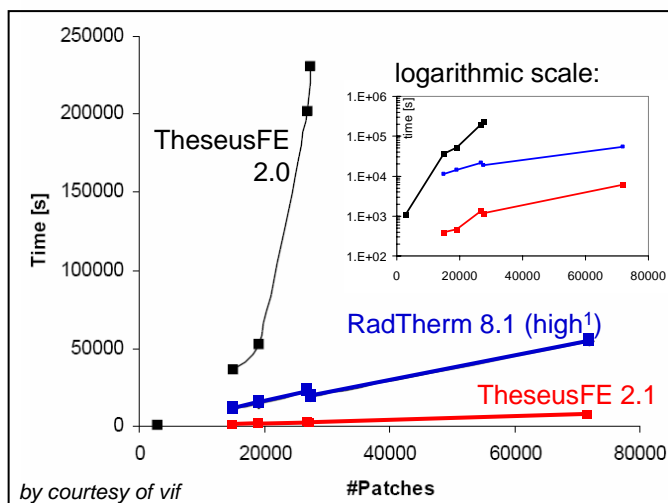 250000
200000
150000
100000
50000
0
Time [s]
TheseusFE
2.0
logarithmic scale:
1.E+06
1.E+05
1.E+04
1.E+03
1.E+02
time [s]
0
20000
40000
60000
80000
RadTherm 8.1 (high¹)
TheseusFE 2.1
0
20000
40000
60000
80000
#Patches
by courtesy of vif